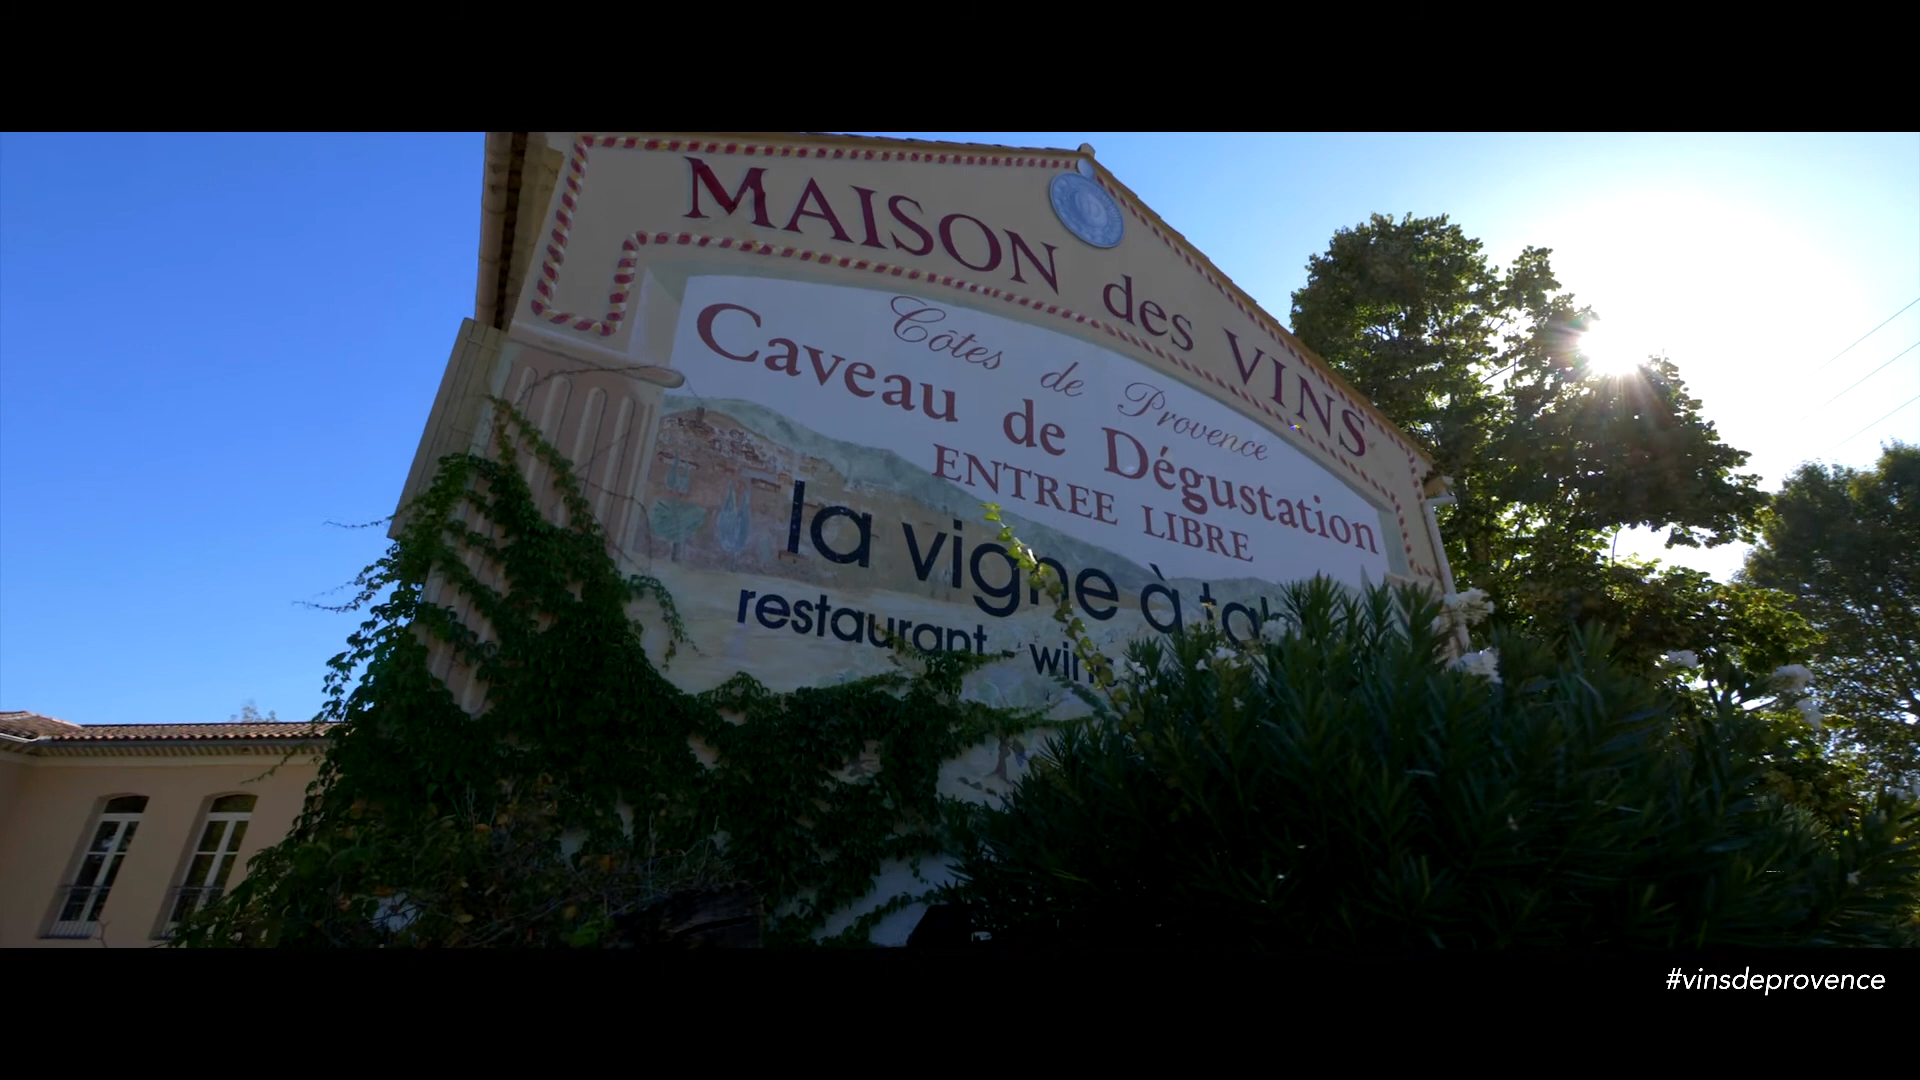 MAISON des VINS
Côtes de Provence
Caveau de Dégustation
ENTREE LIBRE
la vigne à
restaurant -
#vinsdeprovence